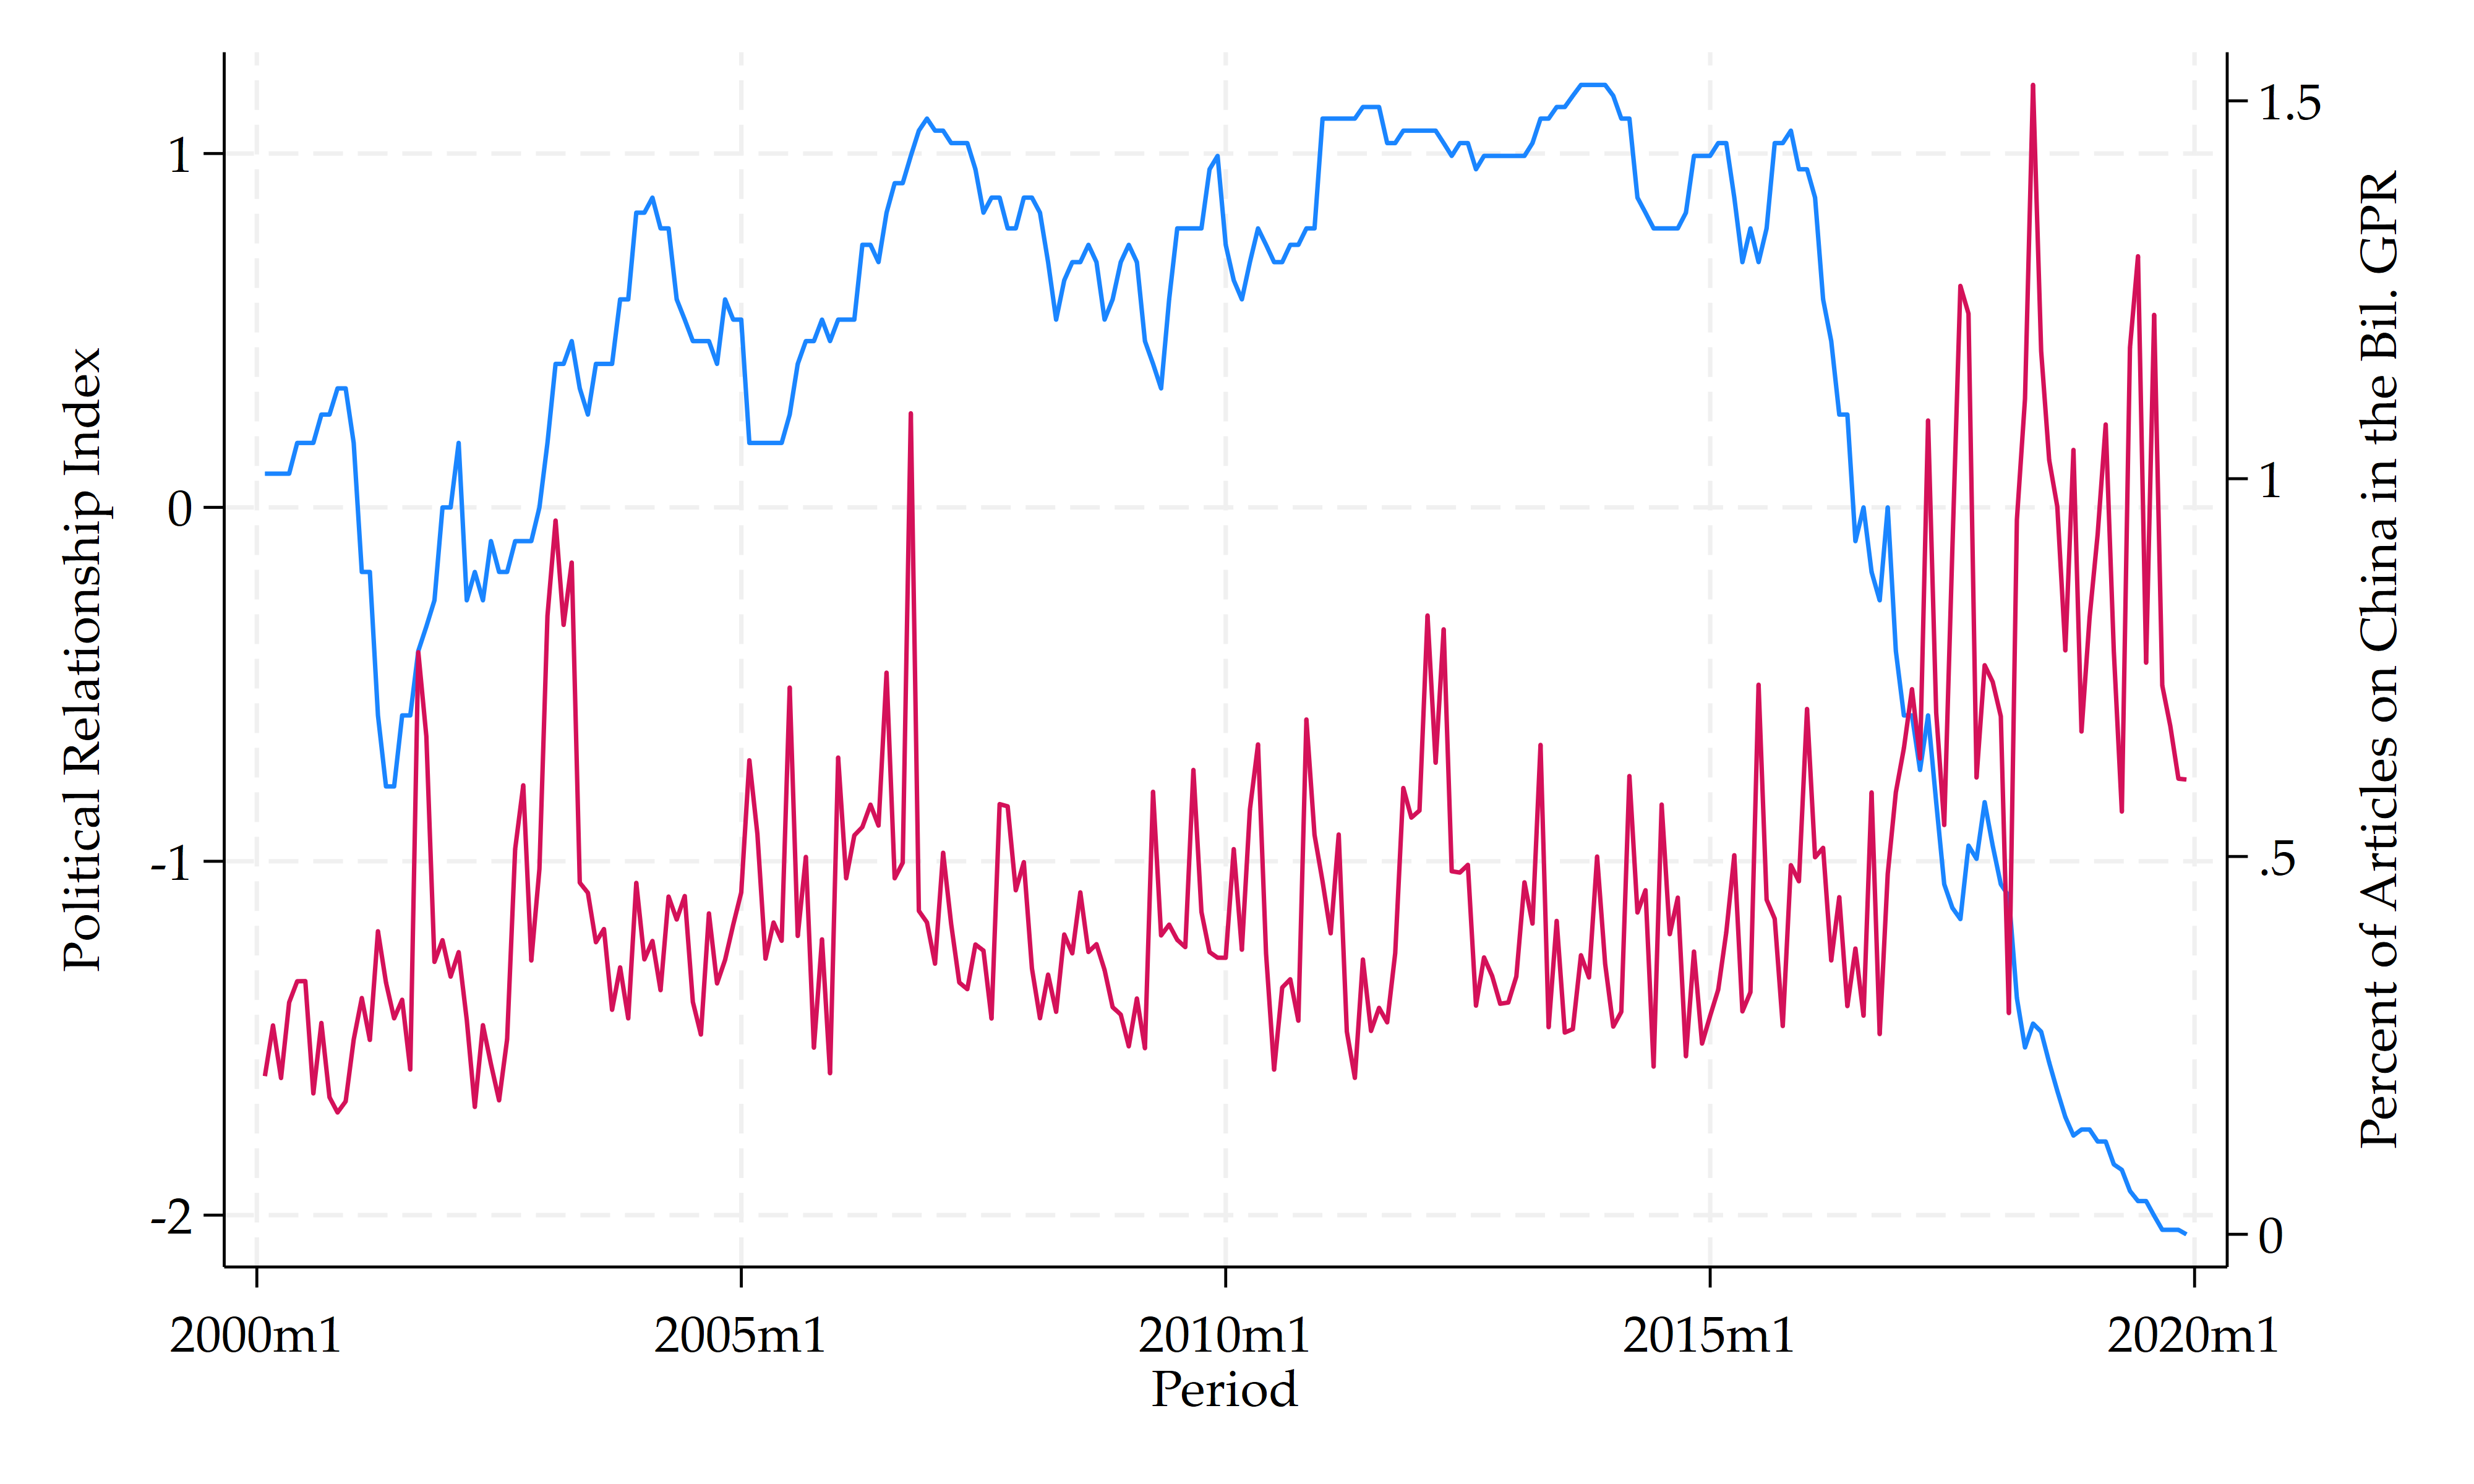 Political Relationship Index
1
0
-1
-2
1.5
1
.5
0
Percent of Articles on China in the Bil. GPR
2000m1 2005m1 2010m1 2015m1 2020m1
Period